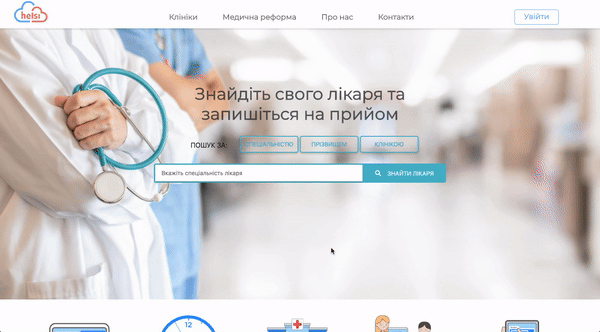 helsi
Клініки
Медична реформа
Про нас
Контакти
Увійти
Знайдіть свого лікаря та
запишіться на прийом
ПОШУК ЗА:
СПЕЦІАЛЬНІСТЮ
ПРІЗВИЩЕМ
КЛІНІКОЮ
Вкажіть спеціальність лікаря
ЗНАЙТИ ЛІКАРЯ
12